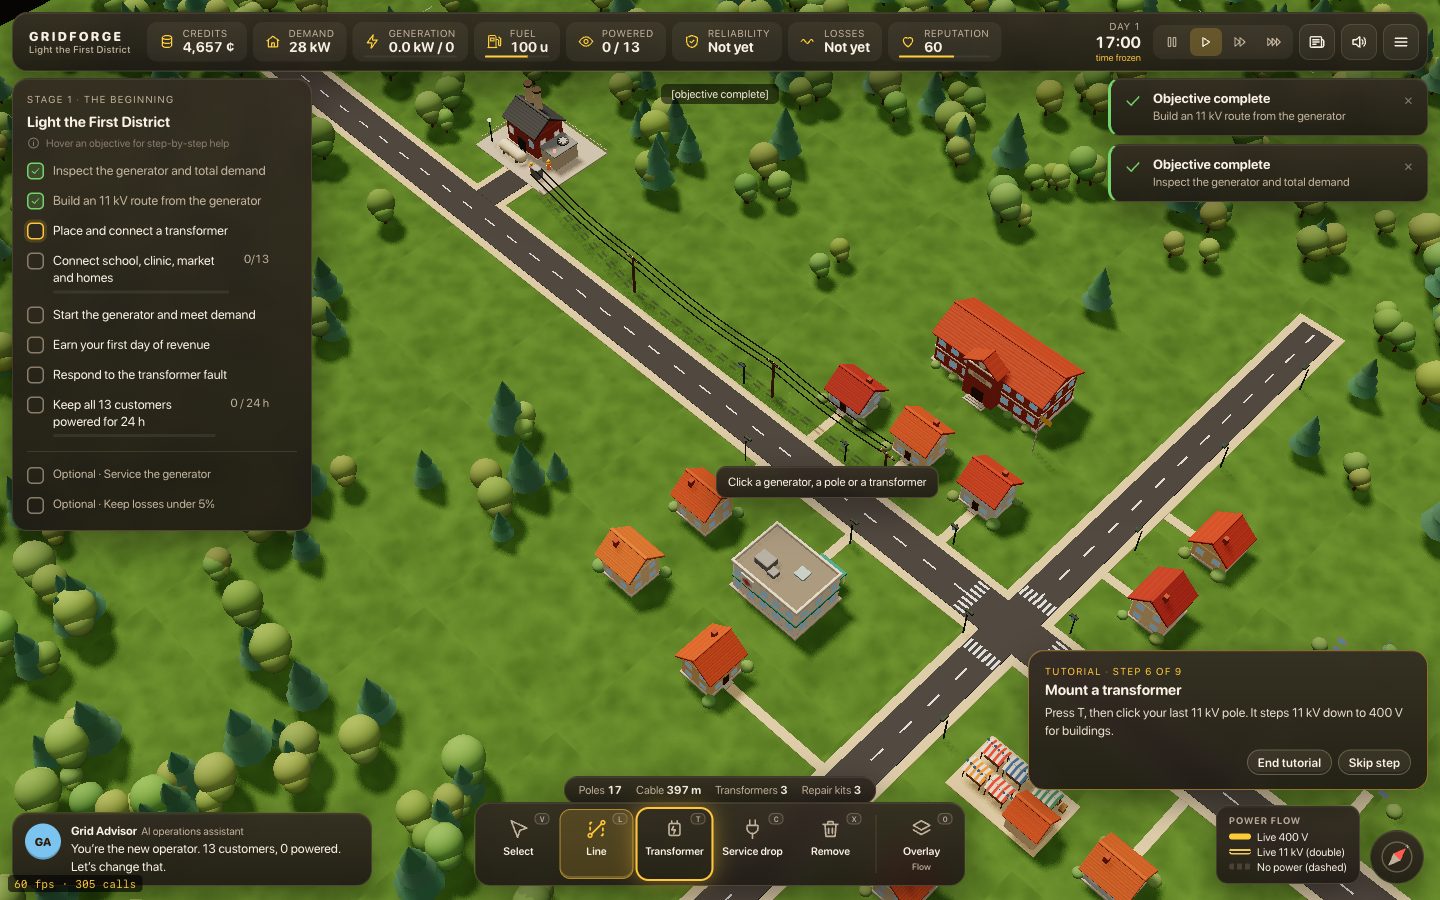 GRIDFORGE
Light the First District
CREDITS
4,657 ¢
DEMAND
28 kW
GENERATION
0.0 kW / 0
FUEL
100 u
POWERED
0 / 13
RELIABILITY
Not yet
LOSSES
Not yet
REPUTATION
60
DAY 1
17:00
time frozen
STAGE 1 · THE BEGINNING
Light the First District
Hover an objective for step-by-step help
Inspect the generator and total demand
Build an 11 kV route from the generator
Place and connect a transformer
Connect school, clinic, market 0/13
and homes
Start the generator and meet demand
Earn your first day of revenue
Respond to the transformer fault
Keep all 13 customers 0 / 24 h
powered for 24 h
Optional · Service the generator
Optional · Keep losses under 5%
[objective complete]
Objective complete
Build an 11 kV route from the generator
Objective complete
Inspect the generator and total demand
Click a generator, a pole or a transformer
TUTORIAL · STEP 6 OF 9
Mount a transformer
Press T, then click your last 11 kV pole. It steps 11 kV down to 400 V
for buildings.
End tutorial
Skip step
GA
Grid Advisor AI operations assistant
You're the new operator. 13 customers, 0 powered.
Let's change that.
60 fps · 305 calls
Poles 17 Cable 397 m Transformers 3 Repair kits 3
V
Select
L
Line
T
Transformer
C
Service drop
X
Remove
O
Overlay
Flow
POWER FLOW
Live 400 V
Live 11 kV (double)
No power (dashed)